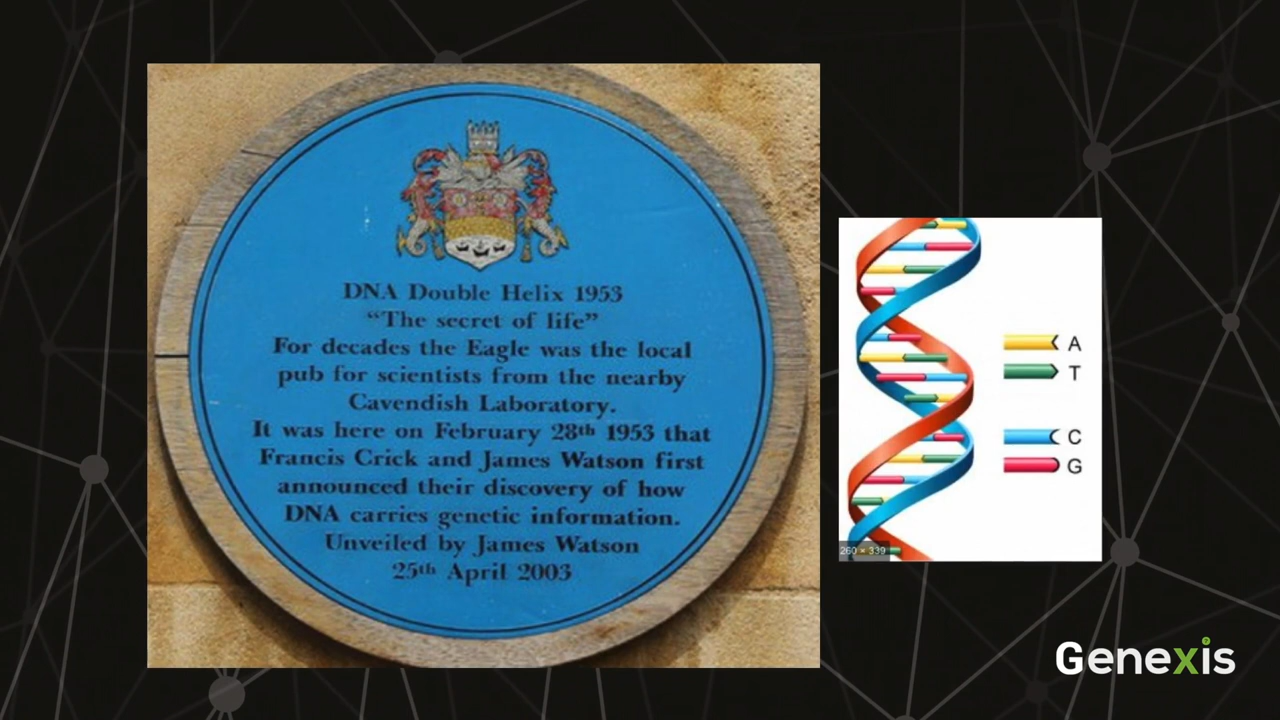 DNA Double Helix 1953
“The secret of life”
For decades the Eagle was the local
pub for scientists from the nearby
Cavendish Laboratory.
It was here on February 28th 1953 that
Francis Crick and James Watson first
announced their discovery of how
DNA carries genetic information.
Unveiled by James Watson
25th April 2003
A
T
C
G
260 × 339
Genexis